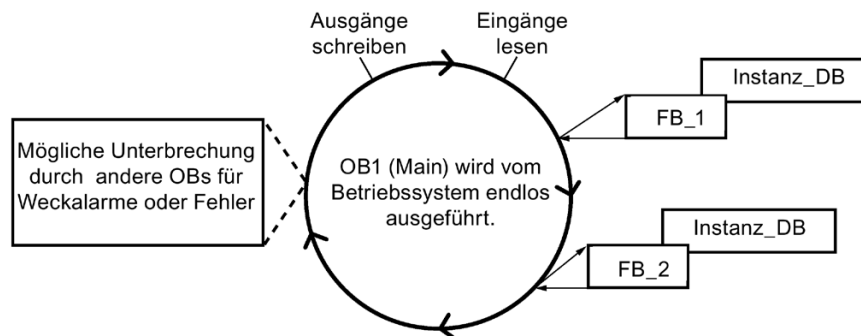 Ausgänge
schreiben
Eingänge
lesen
Instanz_DB
FB_1
Mögliche Unterbrechung
durch andere OBs für
Weckalarme oder Fehler
OB1 (Main) wird vom
Betriebssystem endlos
ausgeführt.
Instanz_DB
FB_2